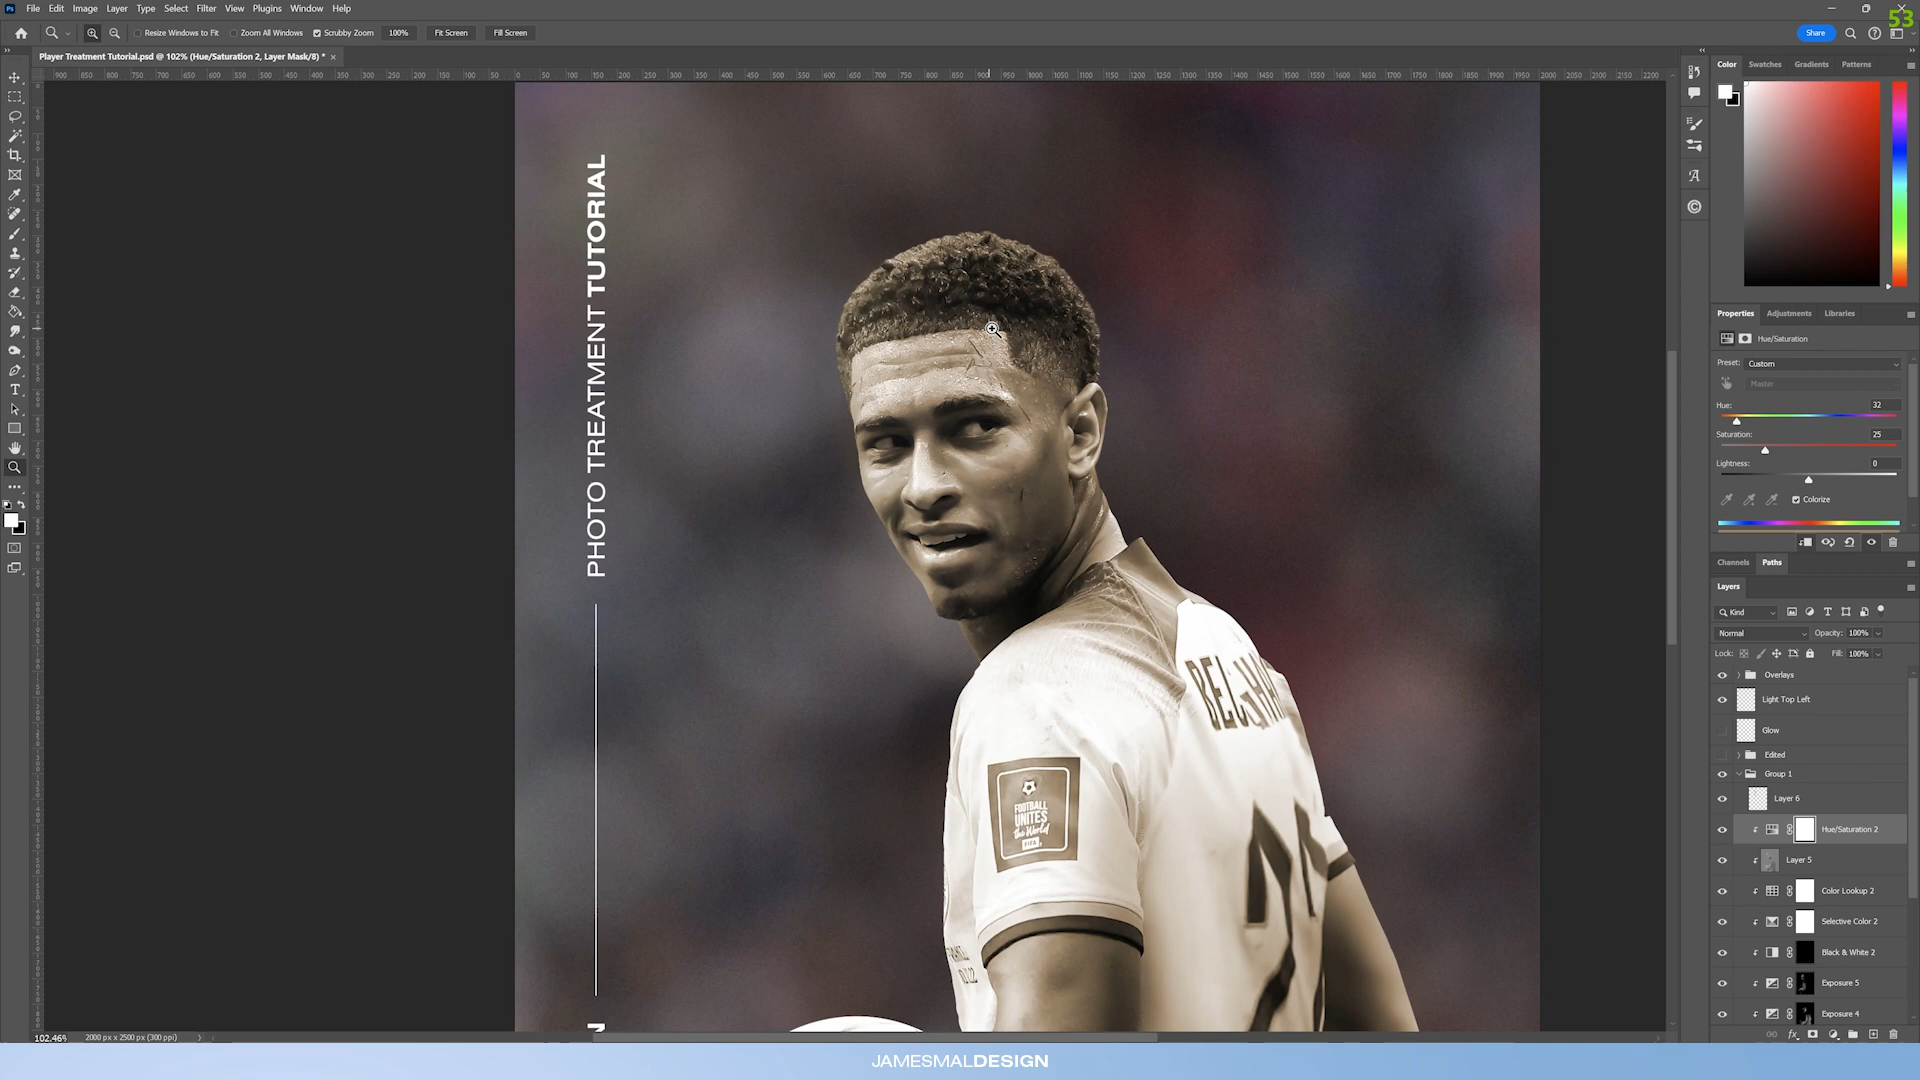 File Edit Image Layer Type Select Filter View Plugins Window Help
53
Resize Windows to Fit Zoom All Windows Scrubby Zoom 100% Fit Screen Fill Screen
Share
Player Treatment Tutorial.psd @ 102% (Hue/Saturation 2, Layer Mask/8) *
Color Swatches Gradients Patterns
Properties Adjustments Libraries
Hue/Saturation
Preset: Custom
Master
Hue: 32
Saturation: 25
Lightness: 0
Colorize
Channels Paths
Layers
Kind
Normal Opacity: 100%
Lock: Fill: 100%
Overlays
Light Top Left
Glow
Edited
Group 1
Layer 6
Hue/Saturation 2
Layer 5
Color Lookup 2
Selective Color 2
Black & White 2
Exposure 5
Exposure 4
PHOTO TREATMENT TUTORIAL
FOOTBALL
UNITES
the World
FIFA
102.46% 2000 px x 2500 px (300 ppi)
JAMESMALDESIGN